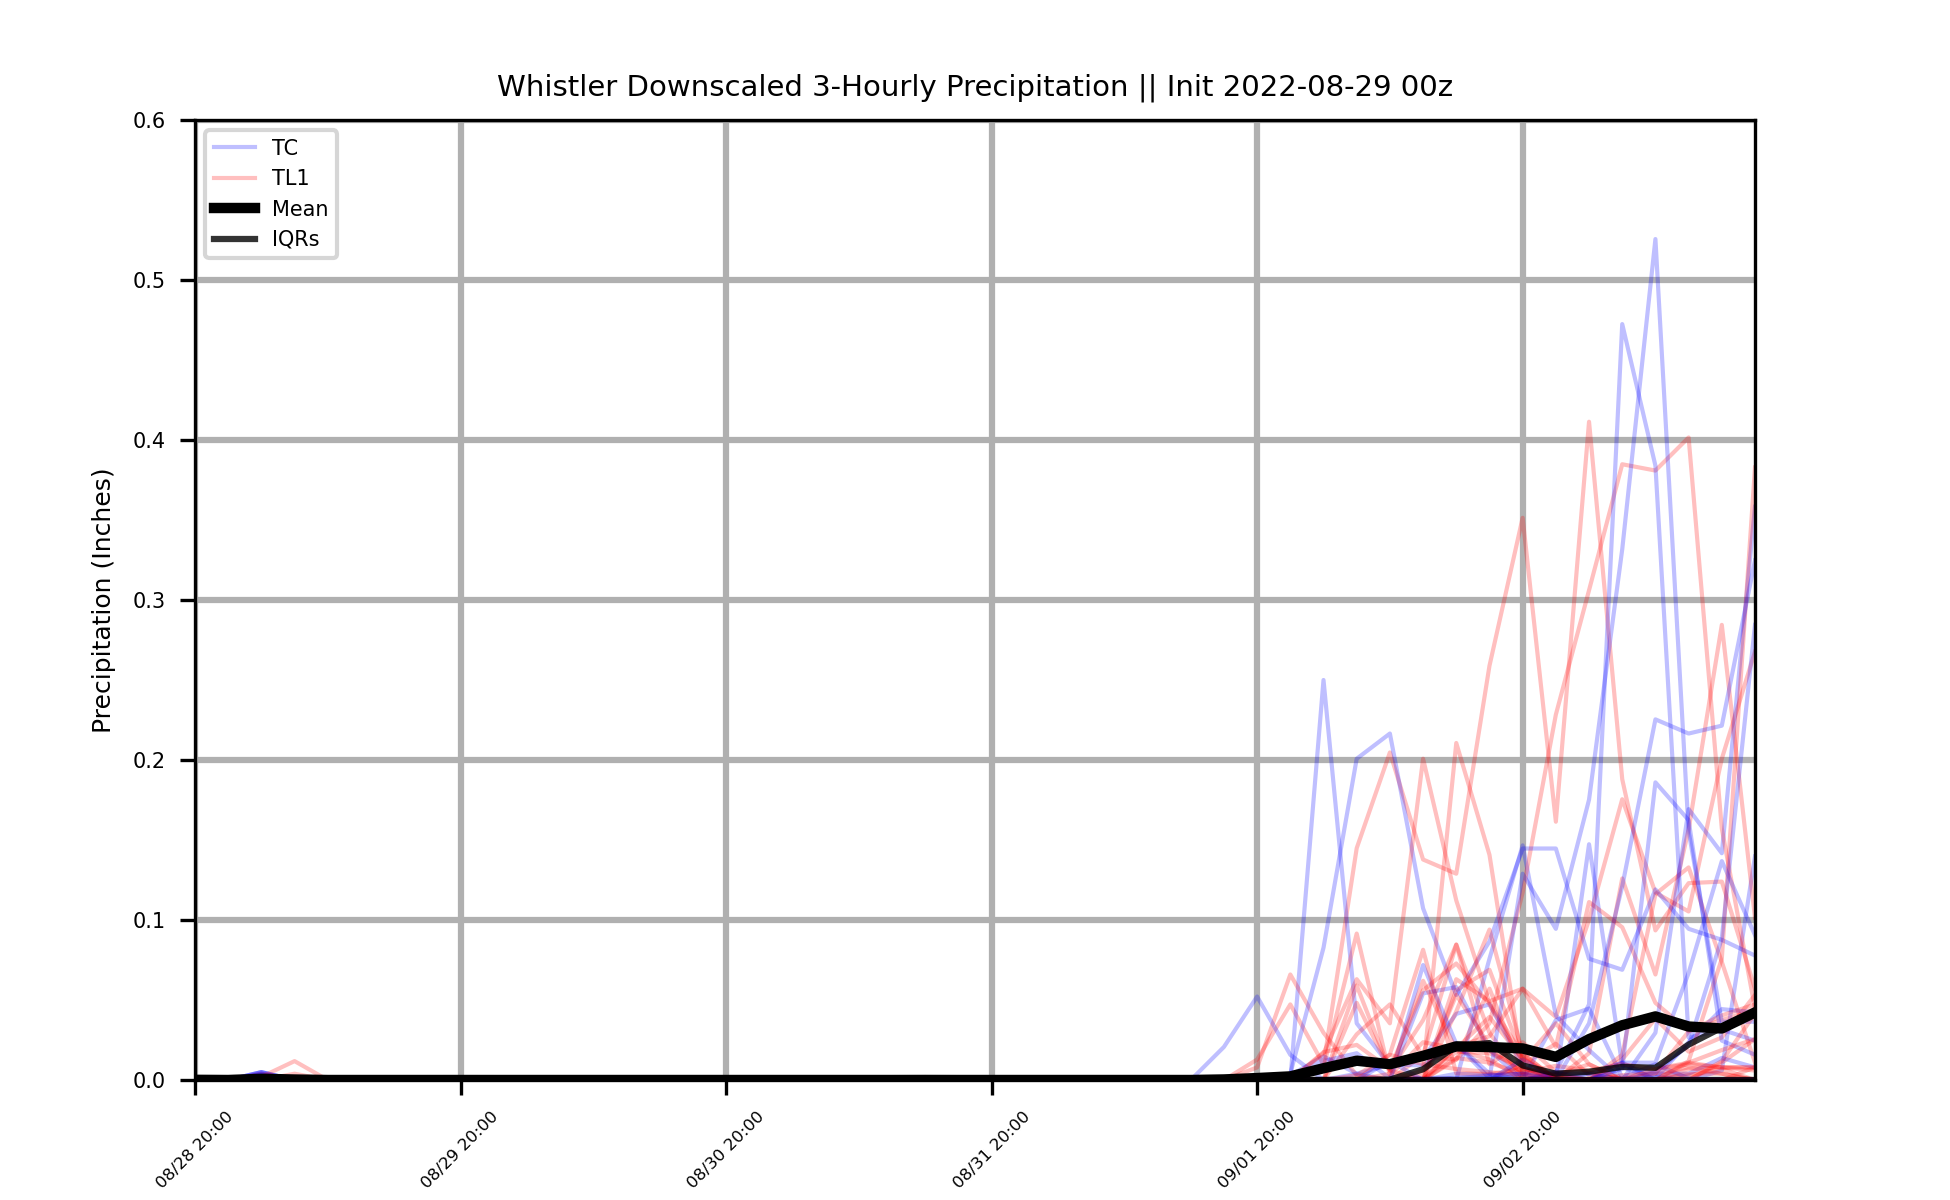 Whistler Downscaled 3-Hourly Precipitation || Init 2022-08-29 00z
TC
TL1
Mean
IQRs
Precipitation (Inches)
0.6
0.5
0.4
0.3
0.2
0.1
0.0
08/28 20:00
08/29 20:00
08/30 20:00
08/31 20:00
09/01 20:00
09/02 20:00